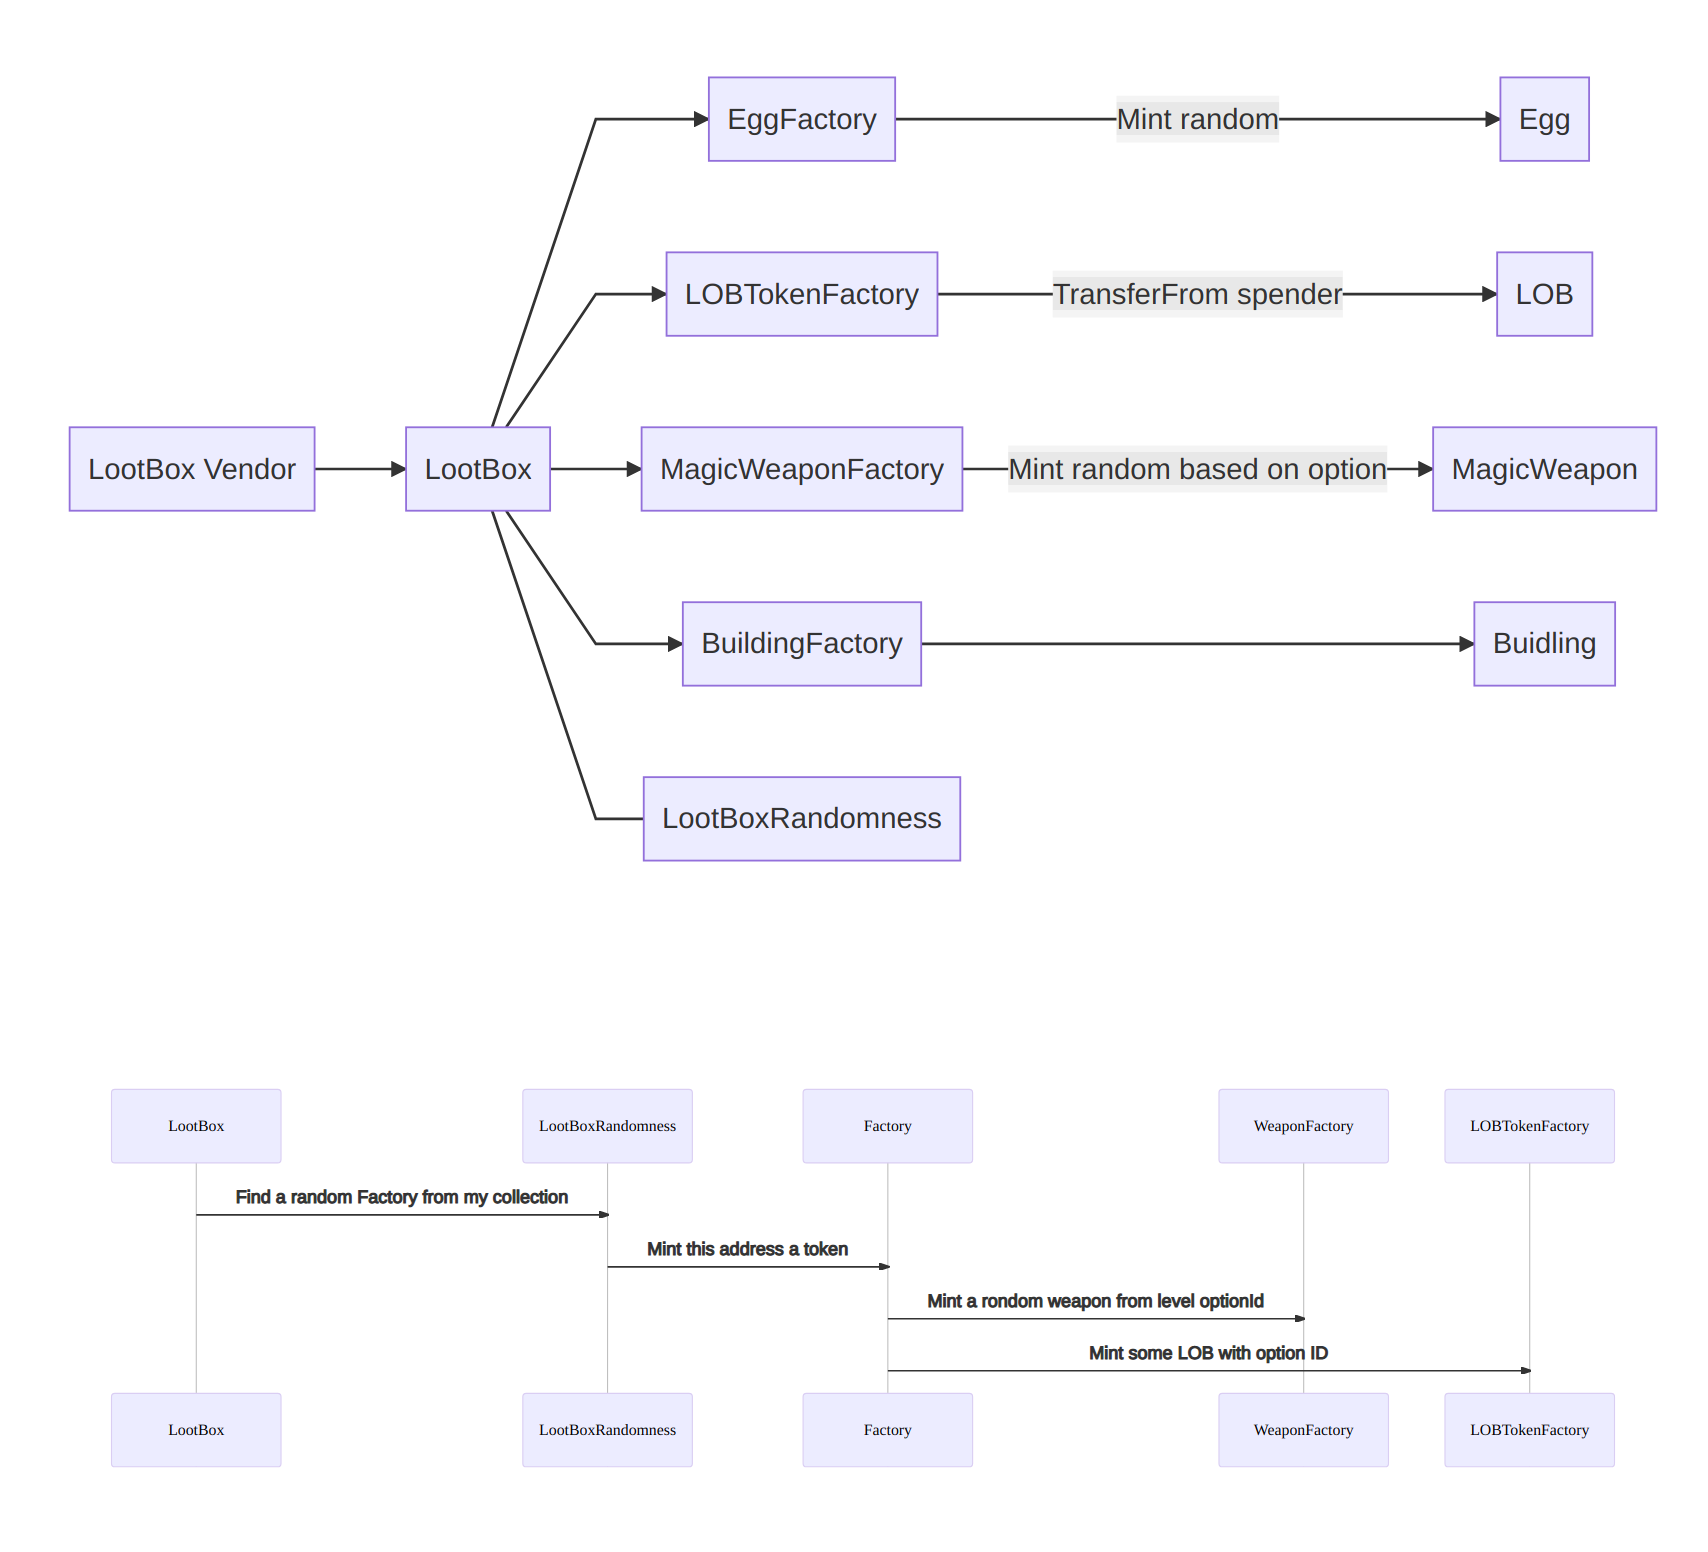 EggFactory
Mint random
Egg
LOBTokenFactory
TransferFrom spender
LOB
LootBox Vendor
LootBox
MagicWeaponFactory
Mint random based on option
MagicWeapon
BuildingFactory
Buidling
LootBoxRandomness
LootBox
LootBoxRandomness
Factory
WeaponFactory
LOBTokenFactory
Find a random Factory from my collection
Mint this address a token
Mint a rondom weapon from level optionId
Mint some LOB with option ID
LootBox
LootBoxRandomness
Factory
WeaponFactory
LOBTokenFactory